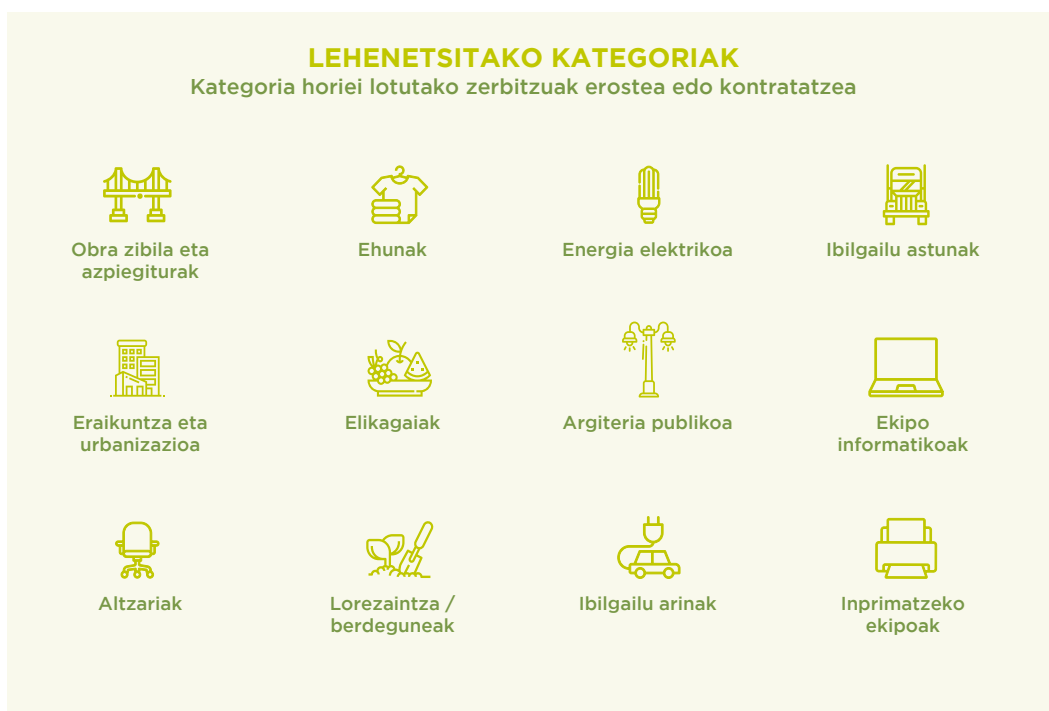 LEHENETSITAKO KATEGORIAK
Kategoria horiei lotutako zerbitzuak erostea edo kontratatzea
Obra zibila eta
azpiegiturak
Ehunak
Energia elektrikoa
Ibilgailu astunak
Eraikuntza eta
urbanizazioa
Elikagaiak
Argiteria publikoa
Ekipo
informatikoak
Altzariak
Lorezaintza /
berdeguneak
Ibilgailu arinak
Inprimatzeko
ekipoak